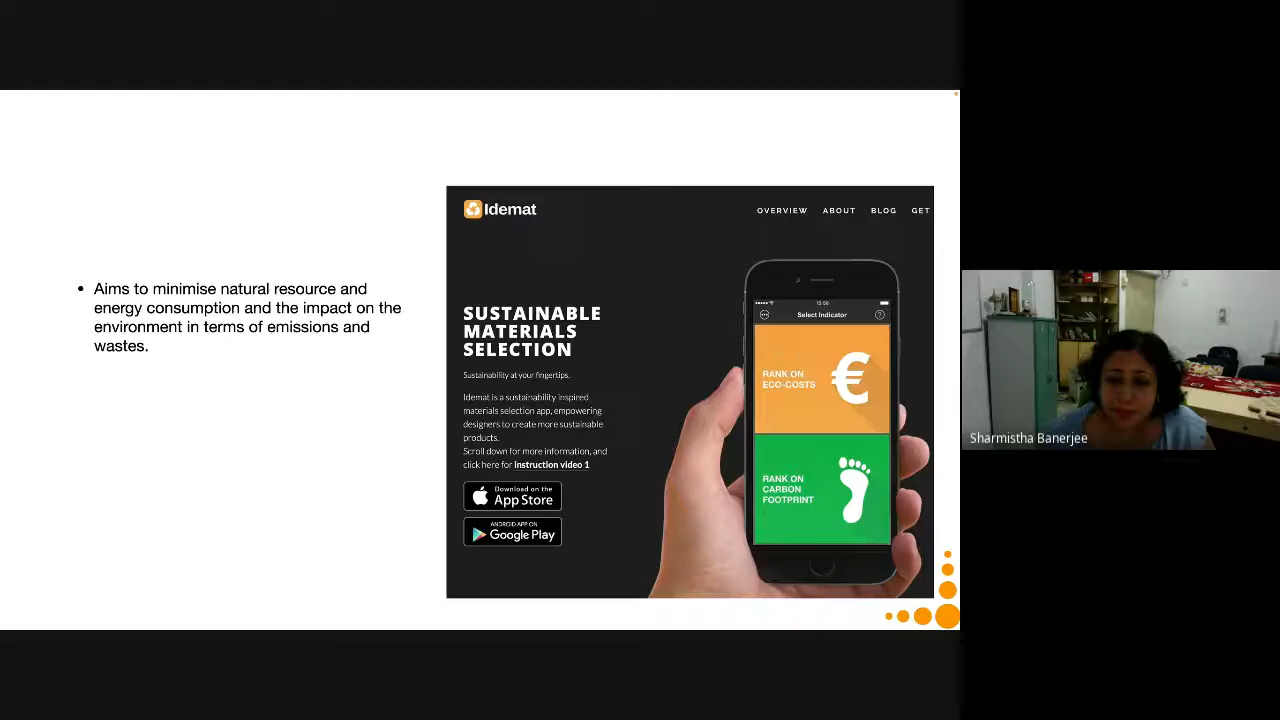 • Aims to minimise natural resource and
energy consumption and the impact on the
environment in terms of emissions and
wastes.
Idemat
OVERVIEW ABOUT BLOG GET
SUSTAINABLE
MATERIALS
SELECTION
Sustainability at your fingertips.
Idemat is a sustainability inspired
materials selection app, empowering
designers to create more sustainable
products.
Scroll down for more information, and
click here for instruction video 1
Download on the
App Store
ANDROID APP ON
Google Play
Select Indicator
?
RANK ON
ECO-COSTS
€
RANK ON
CARBON
FOOTPRINT
Sharmistha Banerjee